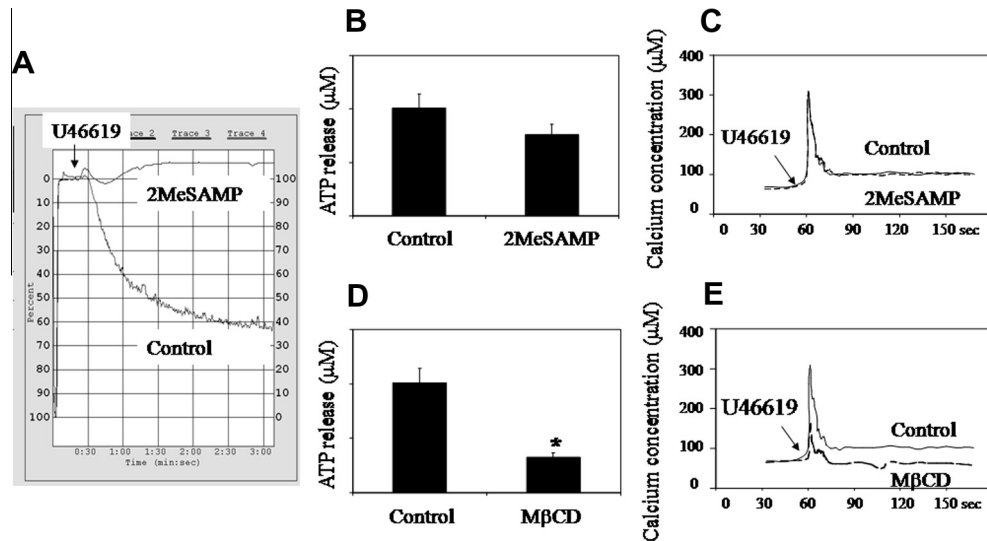 A
U46619
ace 2 Trace 3 Trace 4
0 100
10 90
20 80
30 70
40 60
50 50
60 40
70 30
80 20
90 10
100 0
Percent
2MeSAMP
Control
0:30 1:00 1:30 2:00 2:30 3:00
Time (min:sec)
B
ATP release (µM)
Control 2MeSAMP
C
Calcium concentration (µM)
400
300
200
100
0
U46619
Control
2MeSAMP
0 30 60 90 120 150 sec
D
ATP release (µM)
*
Control MβCD
E
Calcium concentration (µM)
400
300
200
100
0
U46619
Control
MβCD
0 30 60 90 120 150 sec